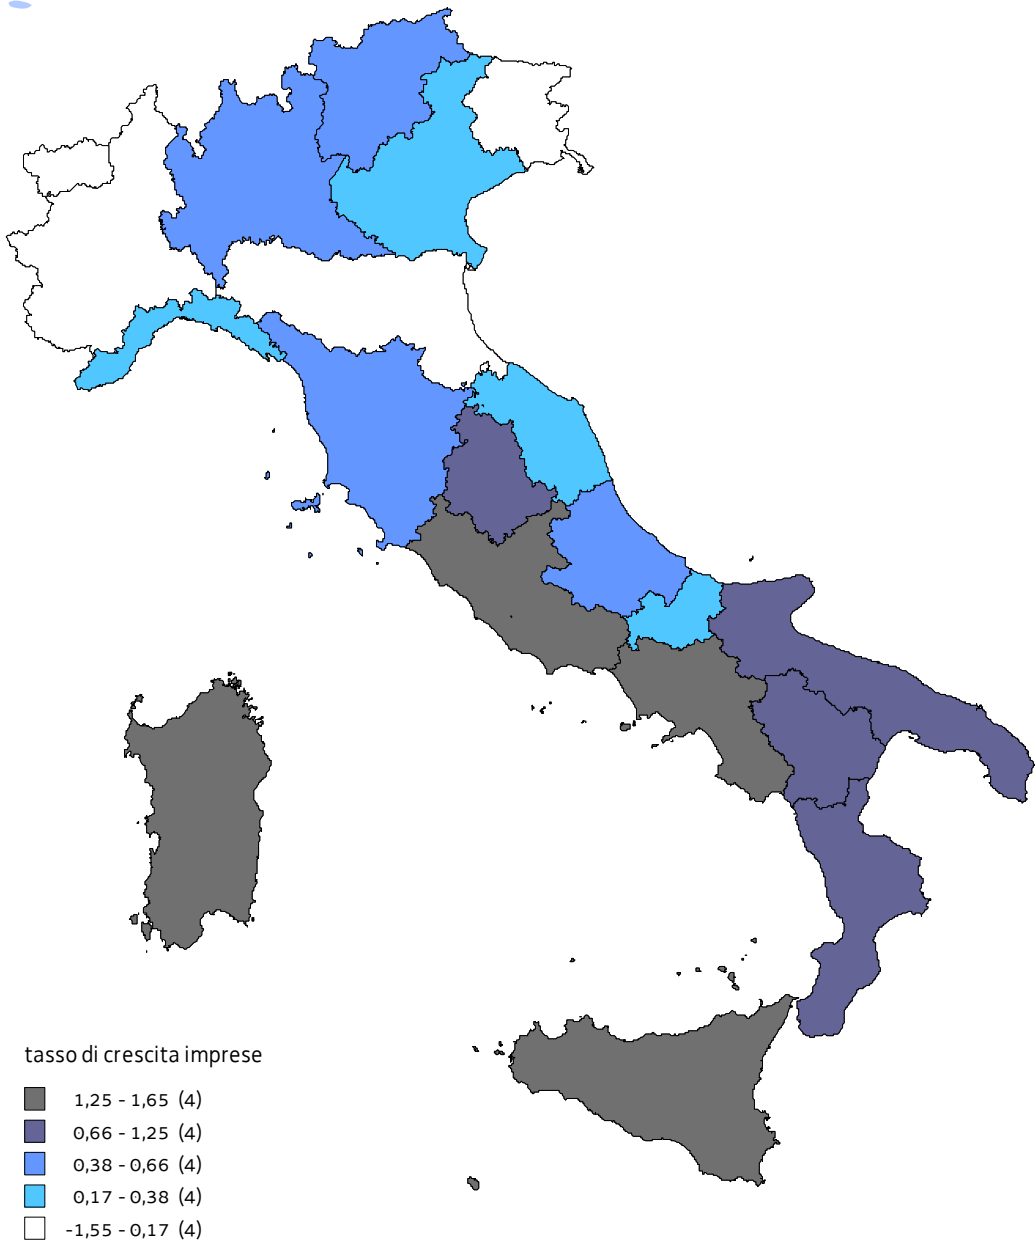 tasso di crescita imprese
1,25 - 1,65 (4)
0,66 - 1,25 (4)
0,38 - 0,66 (4)
0,17 - 0,38 (4)
-1,55 - 0,17 (4)